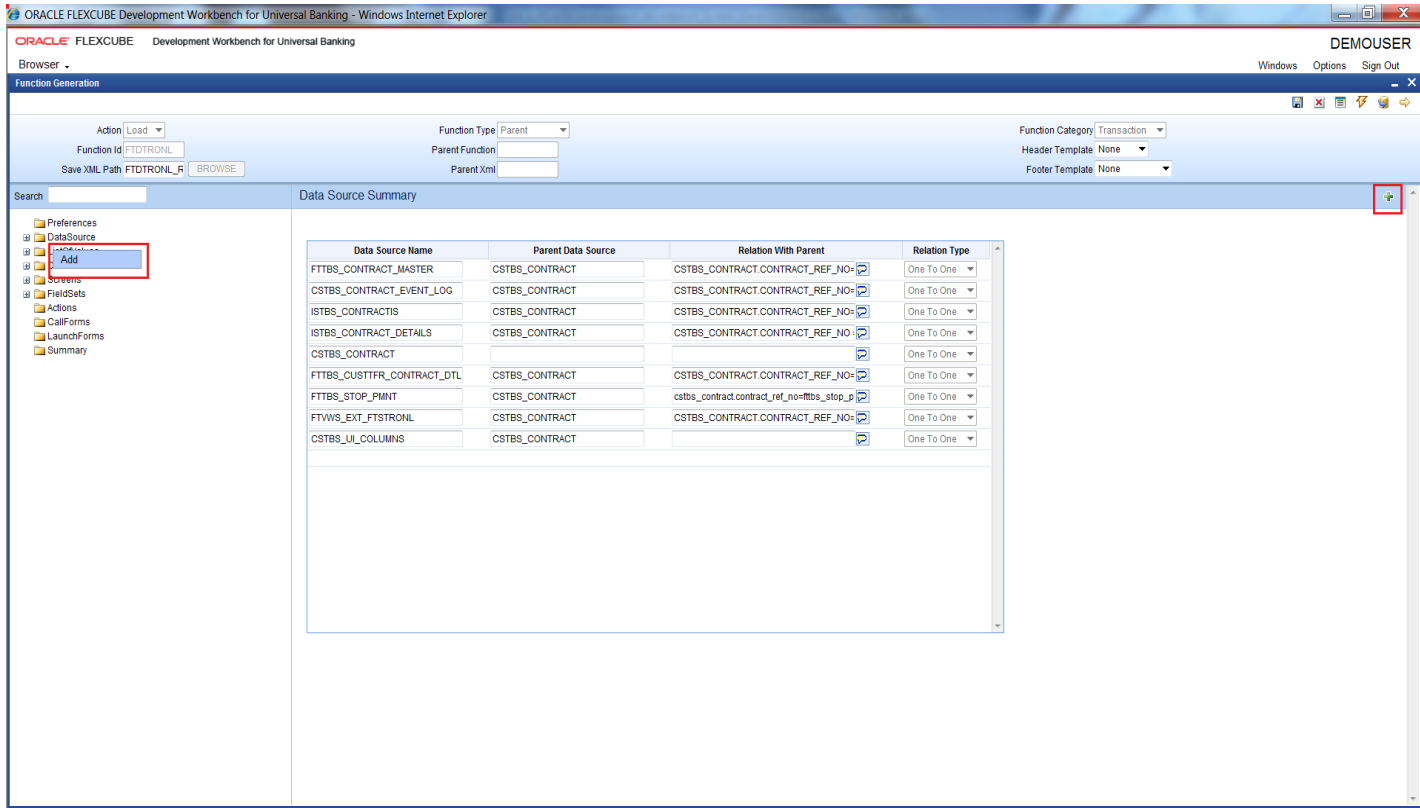 ORACLE FLEXCUBE Development Workbench for Universal Banking - Windows Internet Explorer
ORACLE FLEXCUBE Development Workbench for Universal Banking
DEMOUSER
Browser
Windows Options Sign Out
Function Generation
Action Load
Function Type Parent
Function Category Transaction
Function Id FTDTRONL
Parent Function
Header Template None
Save XML Path FTDTRONL_R BROWSE
Parent Xml
Footer Template None
Search
Data Source Summary
Preferences
DataSource
Add
Screens
FieldSets
Actions
CallForms
LaunchForms
Summary
Data Source Name Parent Data Source Relation With Parent Relation Type
FTTBS_CONTRACT_MASTER CSTBS_CONTRACT CSTBS_CONTRACT.CONTRACT_REF_NO= One To One
CSTBS_CONTRACT_EVENT_LOG CSTBS_CONTRACT CSTBS_CONTRACT.CONTRACT_REF_NO= One To One
ISTBS_CONTRACTIS CSTBS_CONTRACT CSTBS_CONTRACT.CONTRACT_REF_NO= One To One
ISTBS_CONTRACT_DETAILS CSTBS_CONTRACT CSTBS_CONTRACT.CONTRACT_REF_NO One To One
CSTBS_CONTRACT One To One
FTTBS_CUSTTFR_CONTRACT_DTL CSTBS_CONTRACT CSTBS_CONTRACT.CONTRACT_REF_NO= One To One
FTTBS_STOP_PMNT CSTBS_CONTRACT cstbs_contract.contract_ref_no=fttbs_stop_p One To One
FTVWS_EXT_FTSTRONL CSTBS_CONTRACT CSTBS_CONTRACT.CONTRACT_REF_NO= One To One
CSTBS_UI_COLUMNS CSTBS_CONTRACT One To One